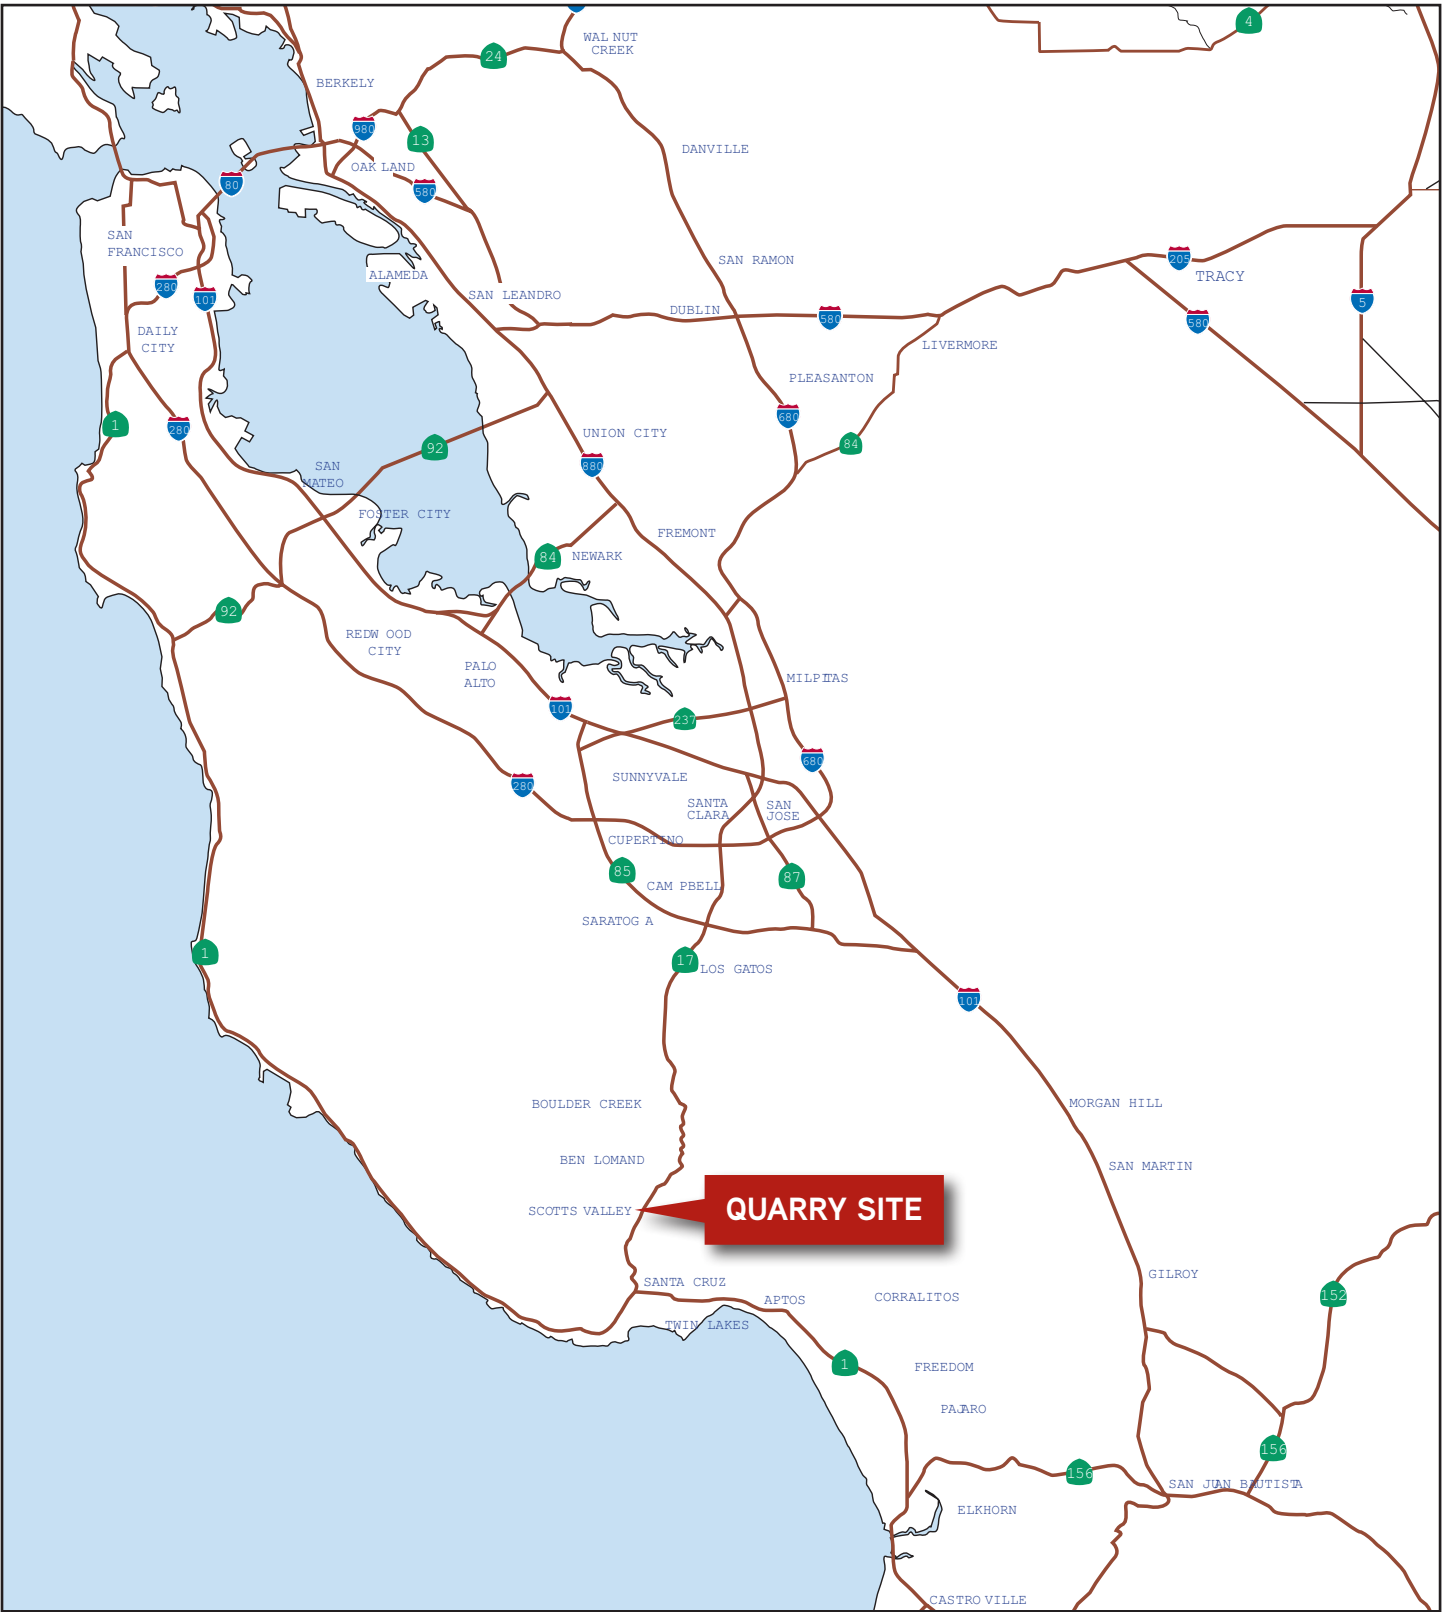 4
WAL NUT
CREEK
24
BERKELY
980
13
DANVILLE
OAK LAND
80
580
SAN
FRANCISCO
SAN RAMON
205
TRACY
ALAMEDA
280
101
SAN LEANDRO
5
DUBLIN
580
580
DAILY
CITY
LIVERMORE
PLEASANTON
680
1
280
UNION CITY
84
92
880
SAN
MATEO
FOSTER CITY
FREMONT
84
NEWARK
92
REDW OOD
CITY
PALO
ALTO
MILPITAS
101
237
680
SUNNYVALE
280
SANTA
CLARA
SAN
JOSE
CUPERTINO
85
87
CAM PBELL
SARATOG A
1
17
LOS GATOS
101
BOULDER CREEK
MORGAN HILL
BEN LOMAND
SAN MARTIN
SCOTTS VALLEY
QUARRY SITE
GILROY
SANTA CRUZ
152
APTOS
CORRALITOS
TWIN LAKES
1
FREEDOM
PAJARO
156
156
SAN JUAN BAUTISTA
ELKHORN
CASTRO VILLE